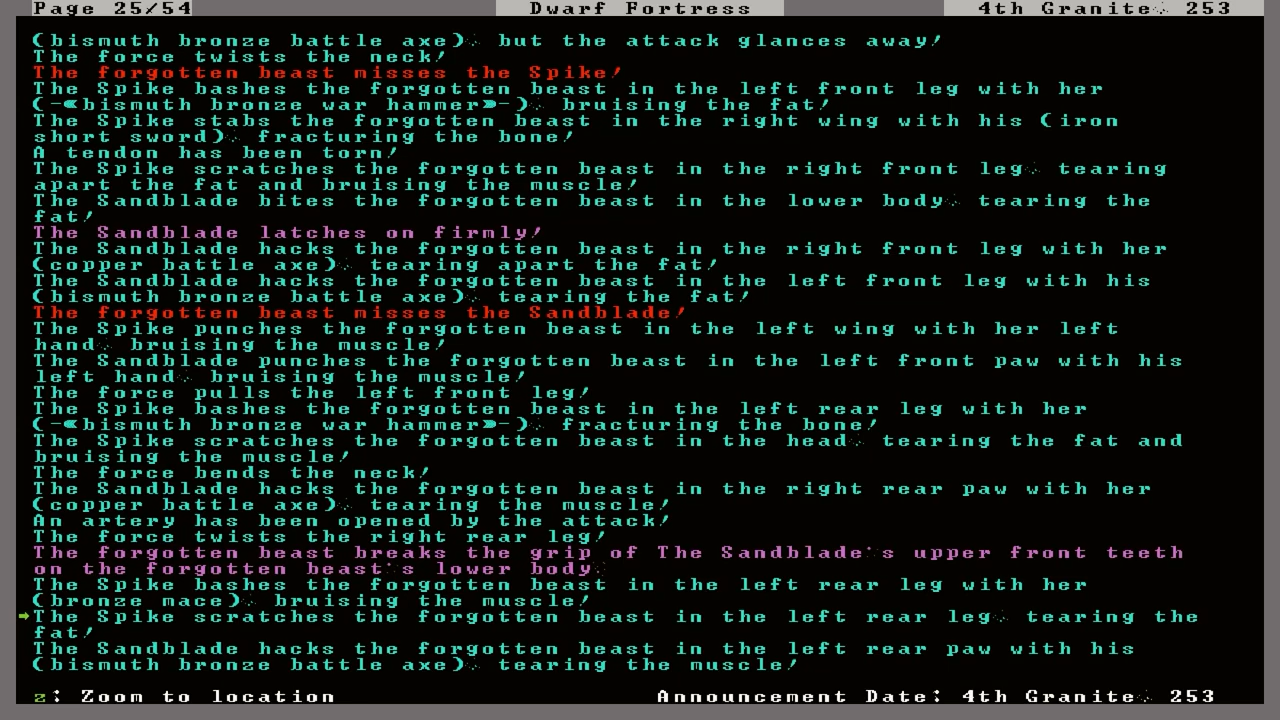 Page 25/54 Dwarf Fortress 4th Granite, 253
(bismuth bronze battle axe), but the attack glances away!
The force twists the neck!
The forgotten beast misses the Spike!
The Spike bashes the forgotten beast in the left front leg with her
(-«bismuth bronze war hammer»-), bruising the fat!
The Spike stabs the forgotten beast in the right wing with his (iron
short sword), fracturing the bone!
A tendon has been torn!
The Spike scratches the forgotten beast in the right front leg, tearing
apart the fat and bruising the muscle!
The Sandblade bites the forgotten beast in the lower body, tearing the
fat!
The Sandblade latches on firmly!
The Sandblade hacks the forgotten beast in the right front leg with her
(copper battle axe), tearing apart the fat!
The Sandblade hacks the forgotten beast in the left front leg with his
(bismuth bronze battle axe), tearing the fat!
The forgotten beast misses the Sandblade!
The Spike punches the forgotten beast in the left wing with her left
hand, bruising the muscle!
The Sandblade punches the forgotten beast in the left front paw with his
left hand, bruising the muscle!
The force pulls the left front leg!
The Spike bashes the forgotten beast in the left rear leg with her
(-«bismuth bronze war hammer»-), fracturing the bone!
The Spike scratches the forgotten beast in the head, tearing the fat and
bruising the muscle!
The force bends the neck!
The Sandblade hacks the forgotten beast in the right rear paw with her
(copper battle axe), tearing the muscle!
An artery has been opened by the attack!
The force twists the right rear leg!
The forgotten beast breaks the grip of The Sandblade's upper front teeth
on the forgotten beast's lower body.
The Spike bashes the forgotten beast in the left rear leg with her
(bronze mace), bruising the muscle!
The Spike scratches the forgotten beast in the left rear leg, tearing the
fat!
The Sandblade hacks the forgotten beast in the left rear paw with his
(bismuth bronze battle axe), tearing the muscle!
z: Zoom to location Announcement Date: 4th Granite, 253